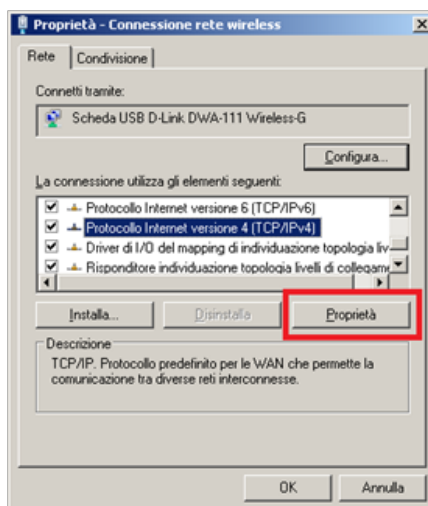 Proprietà - Connessione rete wireless
Rete
Condivisione
Connetti tramite:
Scheda USB D-Link DWA-111 Wireless-G
Configura...
La connessione utilizza gli elementi seguenti:
Protocollo Internet versione 6 (TCP/IPv6)
Protocollo Internet versione 4 (TCP/IPv4)
Driver di I/O del mapping di individuazione topologia liv
Risponditore individuazione topologia livelli di collegame
Installa...
Disinstalla
Proprietà
Descrizione
TCP/IP. Protocollo predefinito per le WAN che permette la
comunicazione tra diverse reti interconnesse.
OK
Annulla